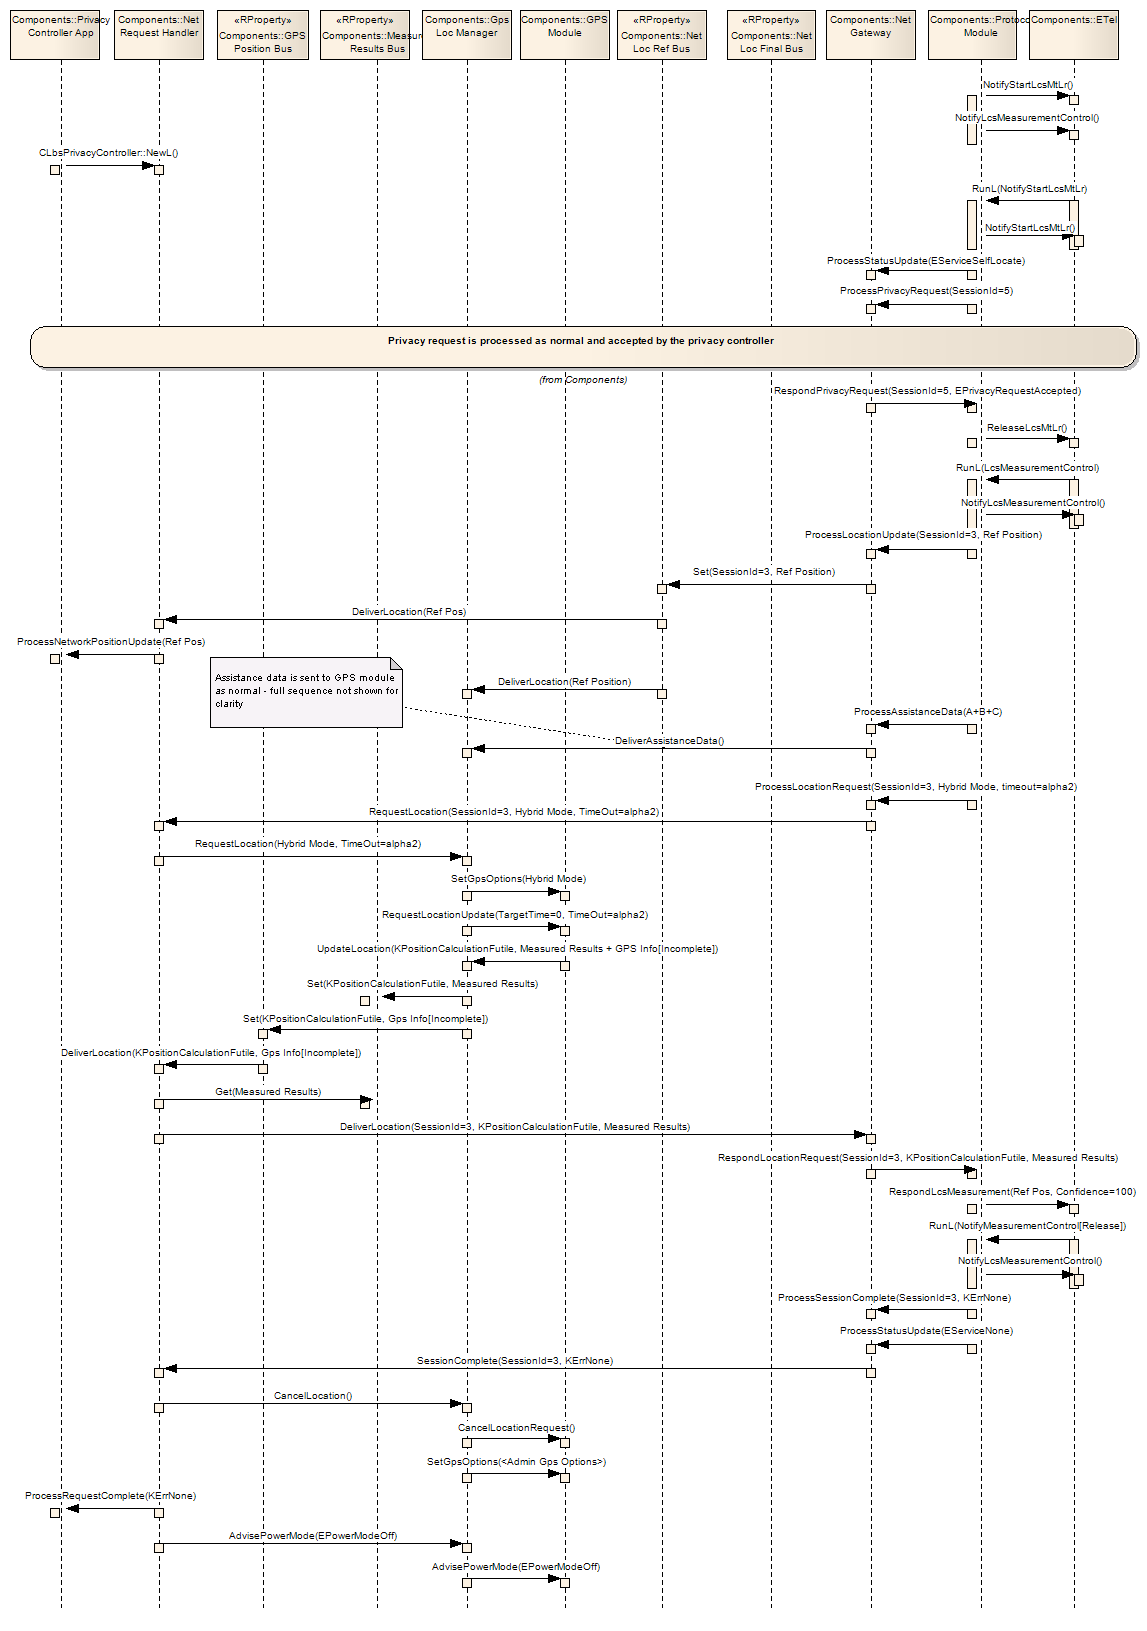 Components::Privacy
Controller App
Components::Net
Request Handler
«RProperty»
Components::GPS
Position Bus
«RProperty»
Components::Measur
Results Bus
Components::Gps
Loc Manager
Components::GPS
Module
«RProperty»
Components::Net
Loc Ref Bus
«RProperty»
Components::Net
Loc Final Bus
Components::Net
Gateway
Components::Protoco
Module
Components::ETel
NotifyStartLcsMtLr()
NotifyLcsMeasurementControl()
CLbsPrivacyController::NewL()
RunL(NotifyStartLcsMtLr)
NotifyStartLcsMtLr()
ProcessStatusUpdate(EServiceSelfLocate)
ProcessPrivacyRequest(SessionId=5)
Privacy request is processed as normal and accepted by the privacy controller
(from Components)
RespondPrivacyRequest(SessionId=5, EPrivacyRequestAccepted)
ReleaseLcsMtLr()
RunL(LcsMeasurementControl)
NotifyLcsMeasurementControl()
ProcessLocationUpdate(SessionId=3, Ref Position)
Set(SessionId=3, Ref Position)
DeliverLocation(Ref Pos)
ProcessNetworkPositionUpdate(Ref Pos)
Assistance data is sent to GPS module
as normal - full sequence not shown for
clarity
DeliverLocation(Ref Position)
ProcessAssistanceData(A+B+C)
DeliverAssistanceData()
ProcessLocationRequest(SessionId=3, Hybrid Mode, timeout=alpha2)
RequestLocation(SessionId=3, Hybrid Mode, TimeOut=alpha2)
RequestLocation(Hybrid Mode, TimeOut=alpha2)
SetGpsOptions(Hybrid Mode)
RequestLocationUpdate(TargetTime=0, TimeOut=alpha2)
UpdateLocation(KPositionCalculationFutile, Measured Results + GPS Info[Incomplete])
Set(KPositionCalculationFutile, Measured Results)
Set(KPositionCalculationFutile, Gps Info[Incomplete])
DeliverLocation(KPositionCalculationFutile, Gps Info[Incomplete])
Get(Measured Results)
DeliverLocation(SessionId=3, KPositionCalculationFutile, Measured Results)
RespondLocationRequest(SessionId=3, KPositionCalculationFutile, Measured Results)
RespondLcsMeasurement(Ref Pos, Confidence=100)
RunL(NotifyMeasurementControl[Release])
NotifyLcsMeasurementControl()
ProcessSessionComplete(SessionId=3, KErrNone)
ProcessStatusUpdate(EServiceNone)
SessionComplete(SessionId=3, KErrNone)
CancelLocation()
CancelLocationRequest()
SetGpsOptions(<Admin Gps Options>)
ProcessRequestComplete(KErrNone)
AdvisePowerMode(EPowerModeOff)
AdvisePowerMode(EPowerModeOff)